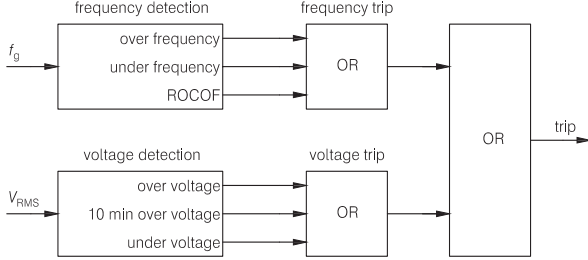 frequency detection
frequency trip
f_g
over frequency
under frequency
ROCOF
OR
OR
trip
voltage detection
voltage trip
V_RMS
over voltage
10 min over voltage
under voltage
OR